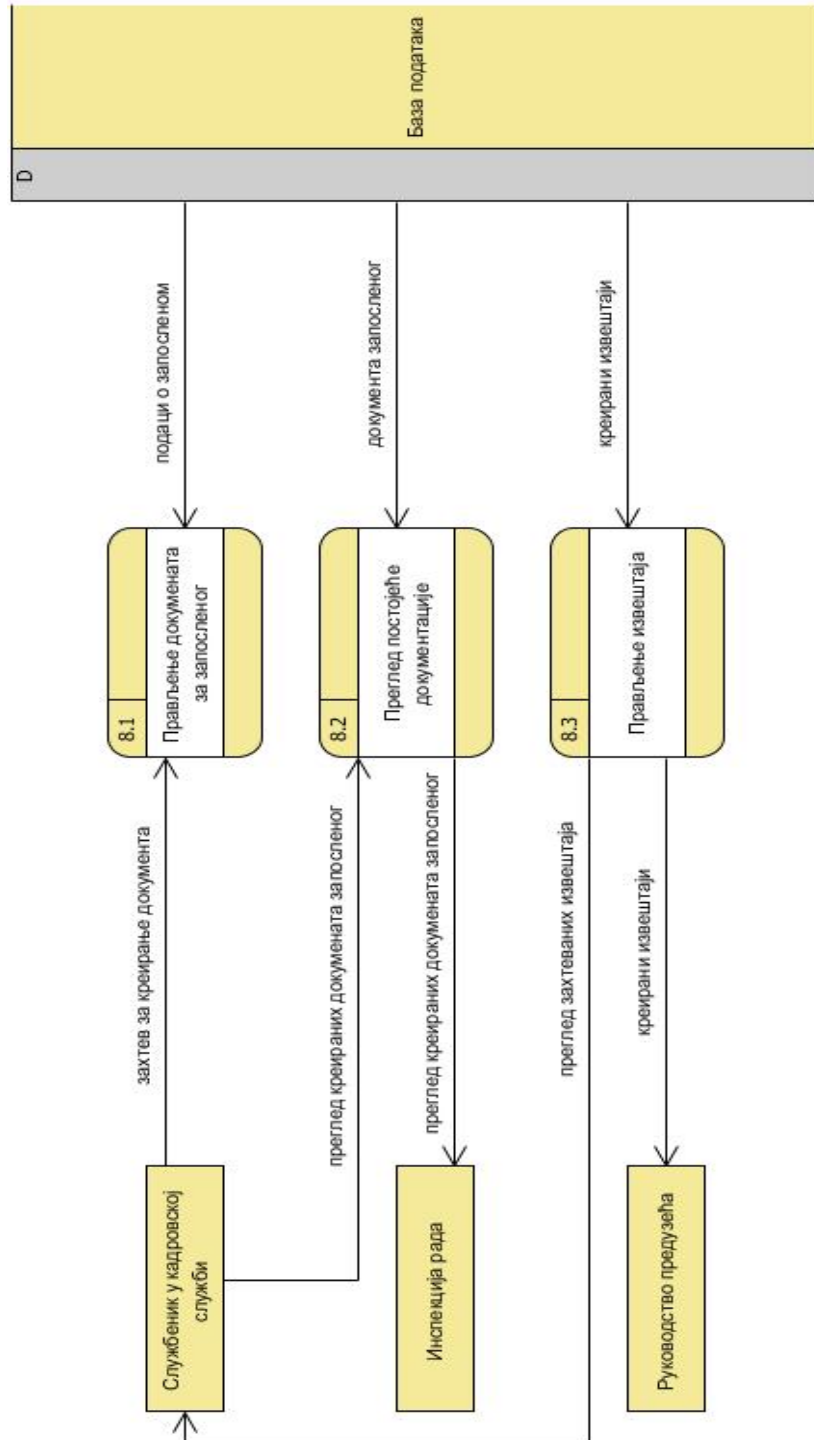 D
База података
подаци о запосленом
документа запосленог
креирани извештаји
8.1
Прављење докумената
за запосленог
8.2
Преглед постојеће
документације
8.3
Прављење извештаја
захтев за креирање документа
преглед креираних докумената запосленог
преглед креираних докумената запосленог
преглед захтеваних извештаја
креирани извештаји
Службеник у кадровској
служби
Инспекција рада
Руководство предузећа